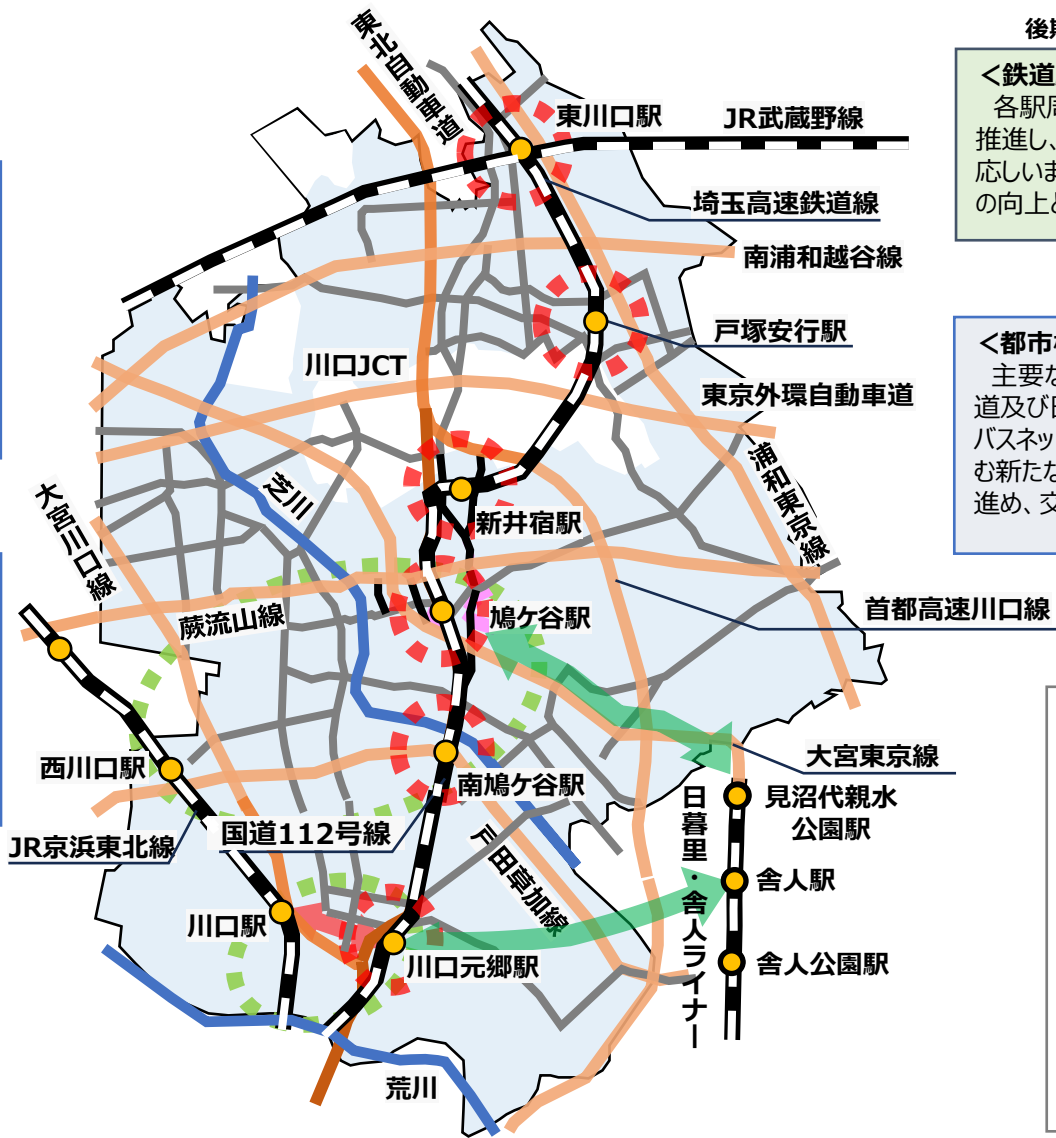 後期
東北自動車道
東川口駅
JR武蔵野線
埼玉高速鉄道線
南浦和越谷線
戸塚安行駅
川口JCT
東京外環自動車道
浦和東京線
芝川
大宮川口線
新井宿駅
首都高速川口線
蕨流山線
鳩ケ谷駅
大宮東京線
西川口駅
南鳩ケ谷駅
見沼代親水
公園駅
国道112号線
JR京浜東北線
戸田草加線
日暮里・舎人ライナー
舎人駅
川口駅
川口元郷駅
舎人公園駅
荒川
＜鉄道
各駅周
推進し、
応しいま
の向上と
＜都市
主要な
道及び
バスネッ
む新たな
進め、交